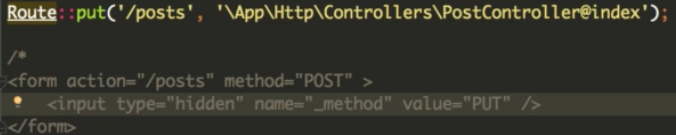 Route::put('/posts', '\App\Http\Controllers\PostController@index');
/*
<form action="/posts" method="POST" >
<input type="hidden" name="_method" value="PUT" />
</form>